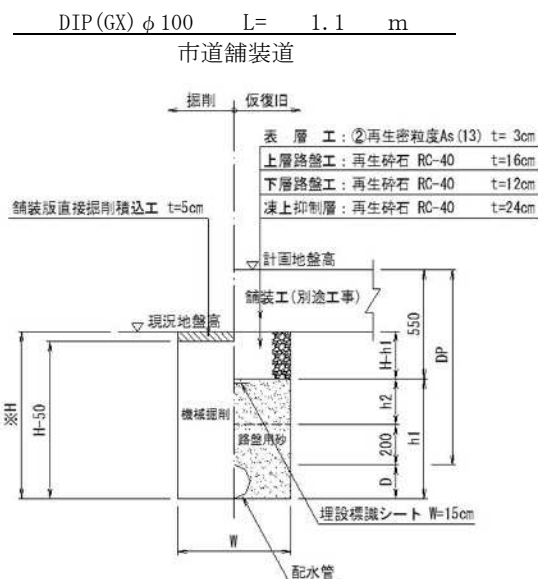 DIP(GX)φ100 L= 1.1 m
市道舗装道
掘削 仮復旧
表 層 工：②再生密粒度As(13) t= 3cm
上層路盤工：再生砕石 RC-40 t=16cm
下層路盤工：再生砕石 RC-40 t=12cm
凍上抑制層：再生砕石 RC-40 t=24cm
舗装版直接掘削積込工 t=5cm
計画地盤高
舗装工(別途工事)
現況地盤高
550
DP
H-h1
※H
H-50
機械掘削
路盤用砂
h2
200
h1
D
埋設標識シート W=15cm
W
配水管